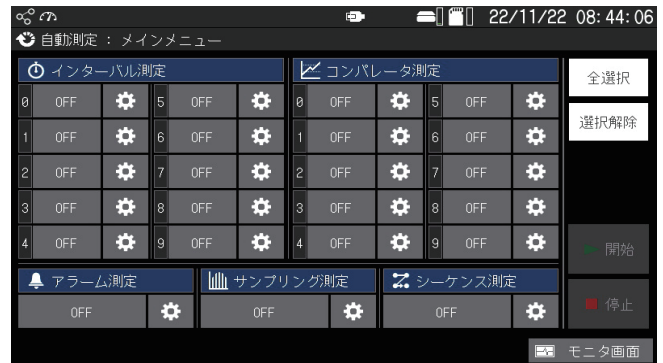 22/11/22 08:44:06
自動測定 : メインメニュー
インターバル測定
0 OFF 5 OFF
1 OFF 6 OFF
2 OFF 7 OFF
3 OFF 8 OFF
4 OFF 9 OFF
コンパレータ測定
0 OFF 5 OFF
1 OFF 6 OFF
2 OFF 7 OFF
3 OFF 8 OFF
4 OFF 9 OFF
アラーム測定
OFF
サンプリング測定
OFF
シーケンス測定
OFF
全選択
選択解除
開始
停止
モニタ画面